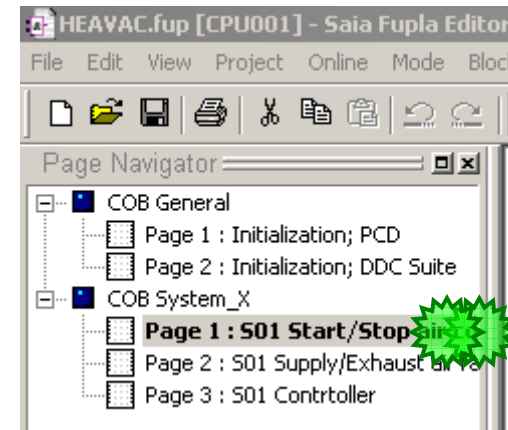 HEAVAC.fup [CPU001] - Saia Fupla Editor
File Edit View Project Online Mode Bloc
Page Navigator
COB General
Page 1 : Initialization; PCD
Page 2 : Initialization; DDC Suite
COB System_X
Page 1 : S01 Start/Stop
Page 2 : S01 Supply/Exhaust
Page 3 : S01 Contrtoller